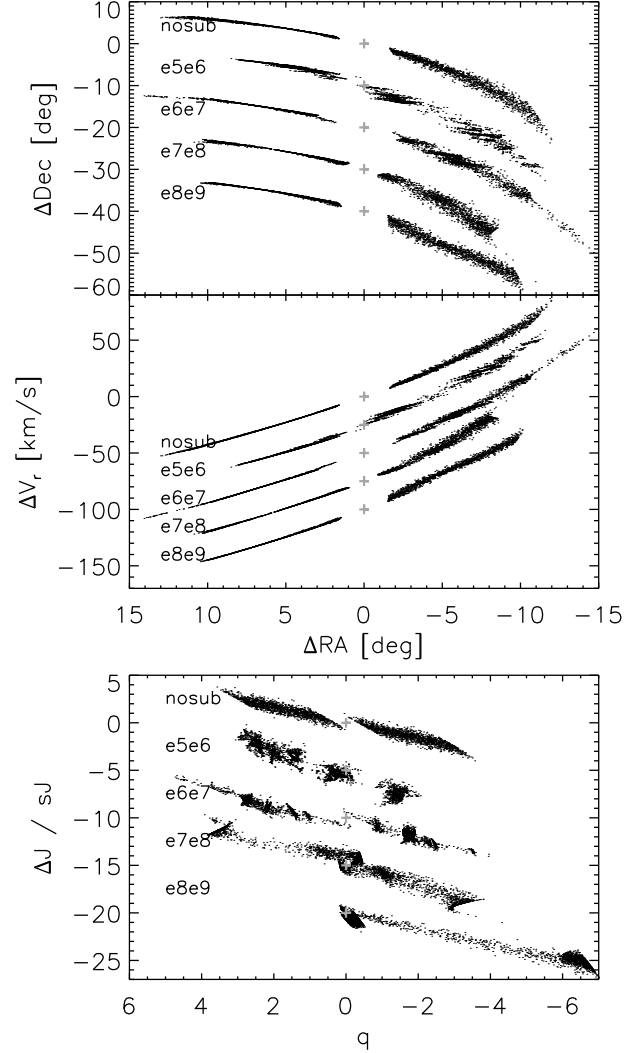 5
0
nosub
-10
e5e6
ΔDec [deg]
-20
e6e7
-30
e7e8
-40
e8e9
-50
-60
50
0
ΔVr [km/s]
nosub
-50
e5e6
e6e7
-100
e7e8
e8e9
-150
15 10 5 0 -5 -10 -15
ΔRA [deg]
5
nosub
0
e5e6
-5
e6e7
ΔJ / sJ
-10
e7e8
-15
e8e9
-20
-25
6 4 2 0 -2 -4 -6
q